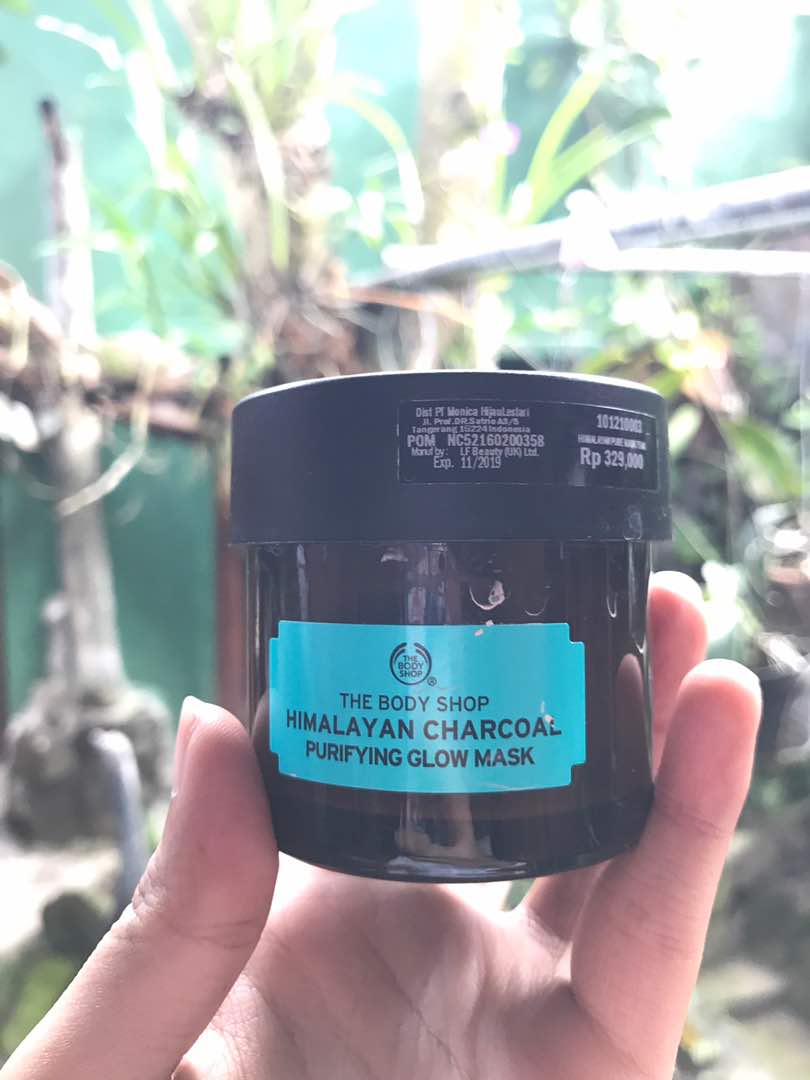 Dist PT Monica HijauLestari
Jl. Prof.DR.Satrio A3/5
Tangerang 15224 Indonesia
POM NC52160200358
Manuf by: LF Beauty (UK) Ltd.
Exp. 11/2019
101210003
Rp 329,000
THE
BODY
SHOP
®
THE BODY SHOP
HIMALAYAN CHARCOAL
PURIFYING GLOW MASK